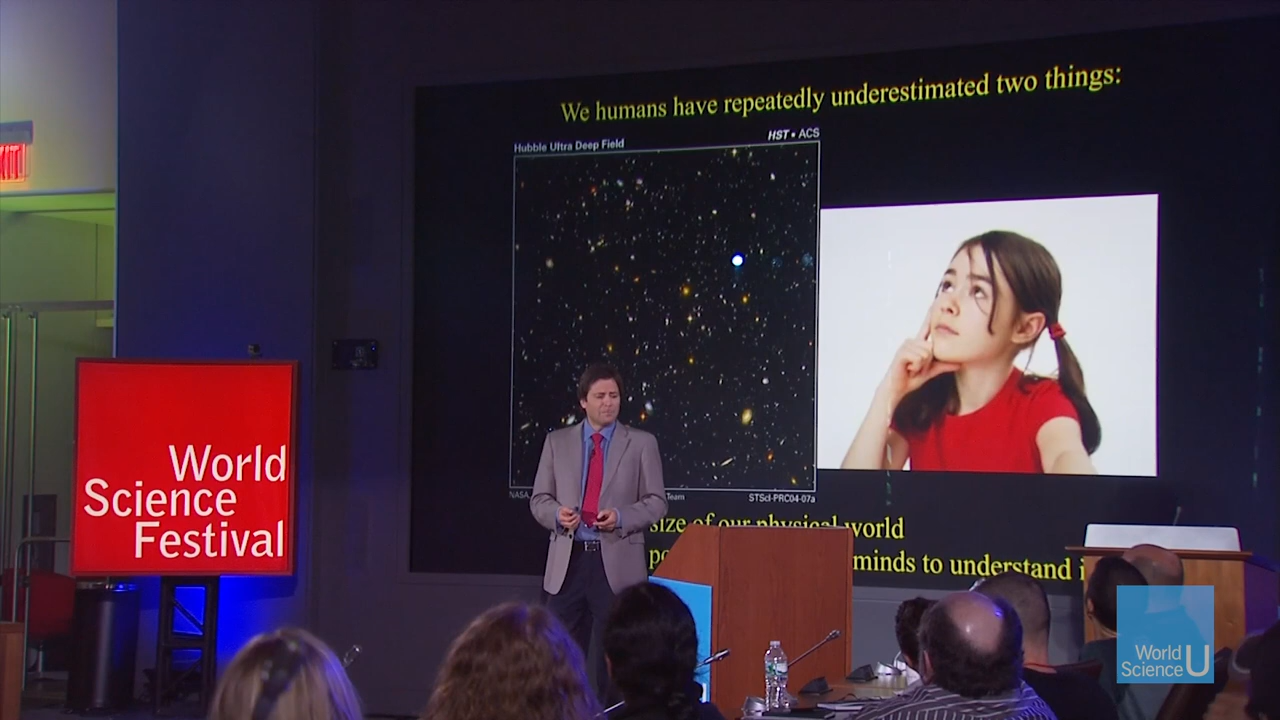 We humans have repeatedly underestimated two things:
Hubble Ultra Deep Field
HST • ACS
NASA,
Team
STScI-PRC04-07a
size of our physical world
minds to understand
World
Science
Festival
World
Science U